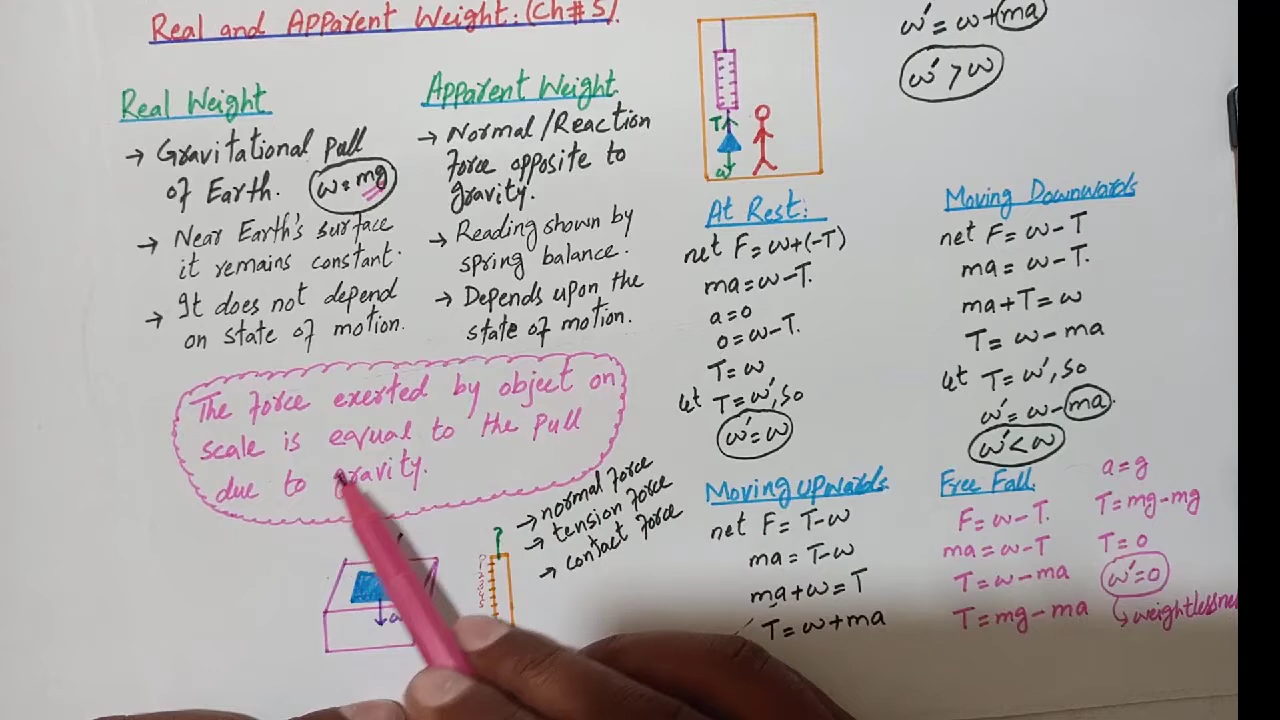 Real and Apparent Weight: (Ch # 5).
Real Weight
→ Gravitational pull
of Earth. w = mg
→ Near Earth's surface
it remains constant.
→ It does not depend
on state of motion.
Apparent Weight
→ Normal/Reaction
force opposite to
gravity.
→ Reading shown by
spring balance.
→ Depends upon the
state of motion.
The force exerted by object on
scale is equal to the pull
due to gravity.
→ normal force
→ tension force
→ contact force
1
2
3
4
5
w
T
w
At Rest:
net F = w+(-T)
ma = w-T.
a = 0
0 = w-T.
T = w
let T = w', so
w' = w
Moving upwards
net F = T-w
ma = T-w
ma+w = T
T = w+ma
w' = w+ma
w' > w
Moving Downwards
net F = w-T
ma = w-T.
ma+T = w
T = w-ma
let T = w', so
w' = w-ma.
w' < w
Free Fall
F = w-T.
ma = w-T
T = w-ma
T = mg-ma
a = g
T = mg-mg
T = 0
w' = 0